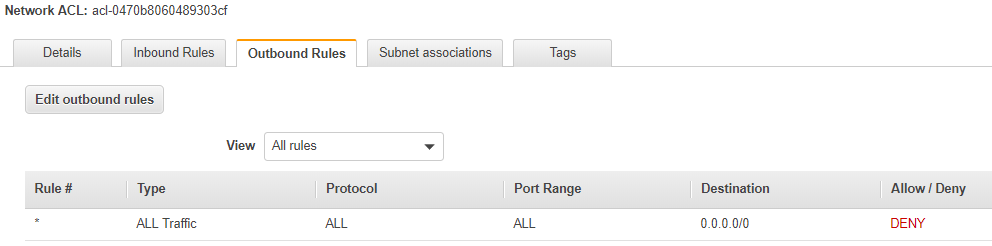 Network ACL: acl-0470b8060489303cf
Details Inbound Rules Outbound Rules Subnet associations Tags
Edit outbound rules
View All rules
Rule # Type Protocol Port Range Destination Allow / Deny
* ALL Traffic ALL ALL 0.0.0.0/0 DENY